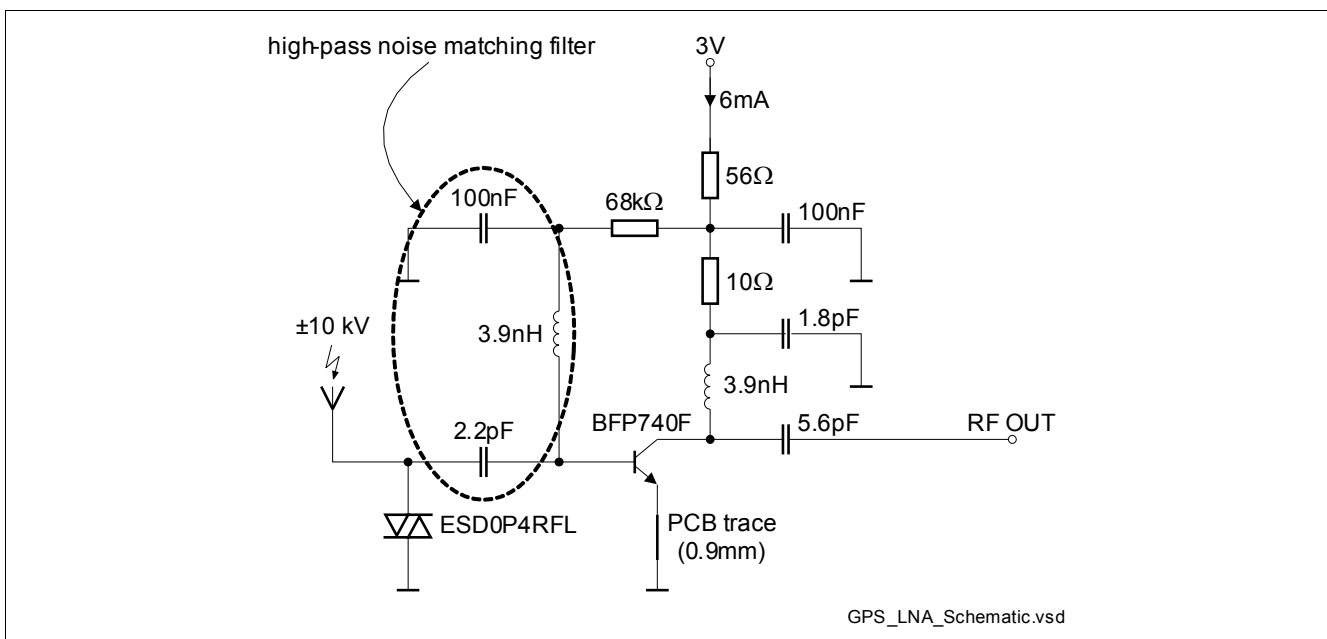 high-pass noise matching filter
3V
6mA
56Ω
100nF
68kΩ
100nF
10Ω
±10 kV
1.8pF
3.9nH
3.9nH
2.2pF
BFP740F
5.6pF
RF OUT
ESD0P4RFL
PCB trace
(0.9mm)
GPS_LNA_Schematic.vsd